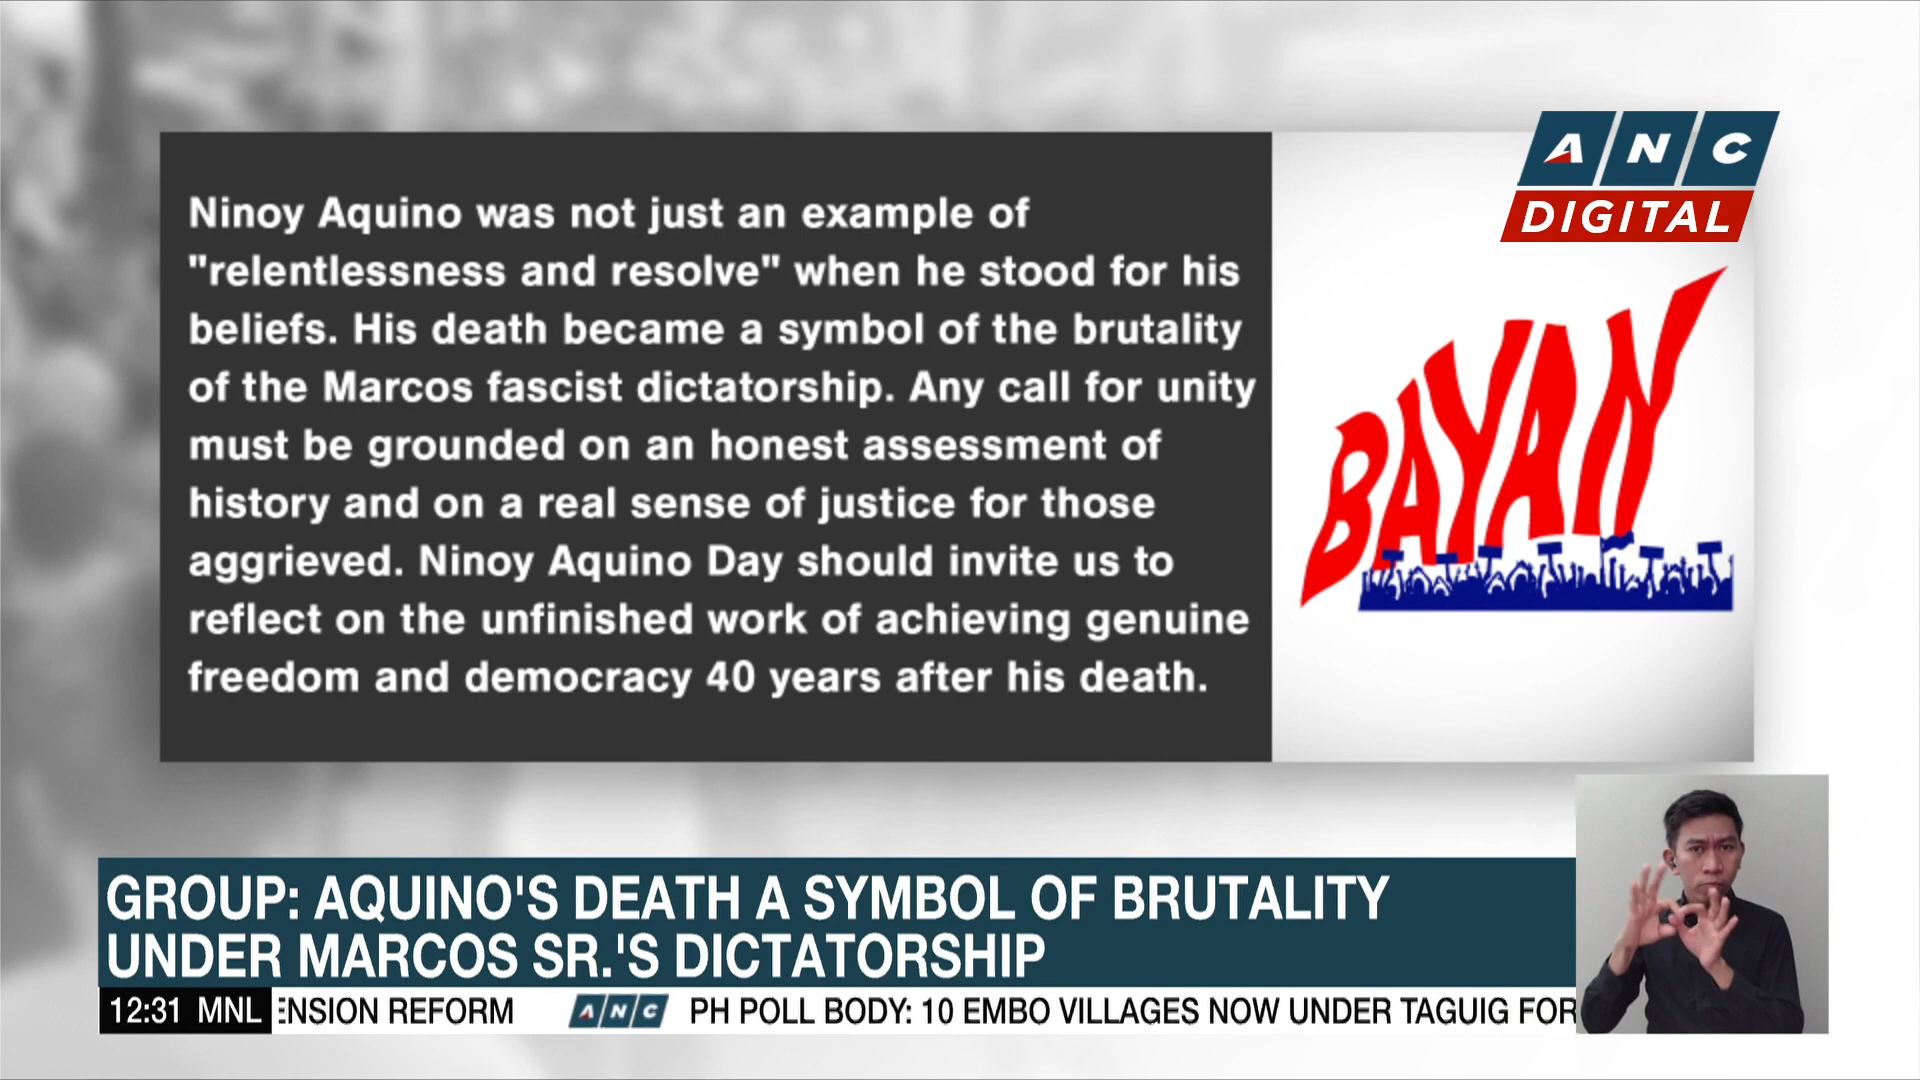 ANC
DIGITAL
Ninoy Aquino was not just an example of
"relentlessness and resolve" when he stood for his
beliefs. His death became a symbol of the brutality
of the Marcos fascist dictatorship. Any call for unity
must be grounded on an honest assessment of
history and on a real sense of justice for those
aggrieved. Ninoy Aquino Day should invite us to
reflect on the unfinished work of achieving genuine
freedom and democracy 40 years after his death.
BAYAN
GROUP: AQUINO'S DEATH A SYMBOL OF BRUTALITY
UNDER MARCOS SR.'S DICTATORSHIP
12:31 MNL ENSION REFORM ANC PH POLL BODY: 10 EMBO VILLAGES NOW UNDER TAGUIG FOR